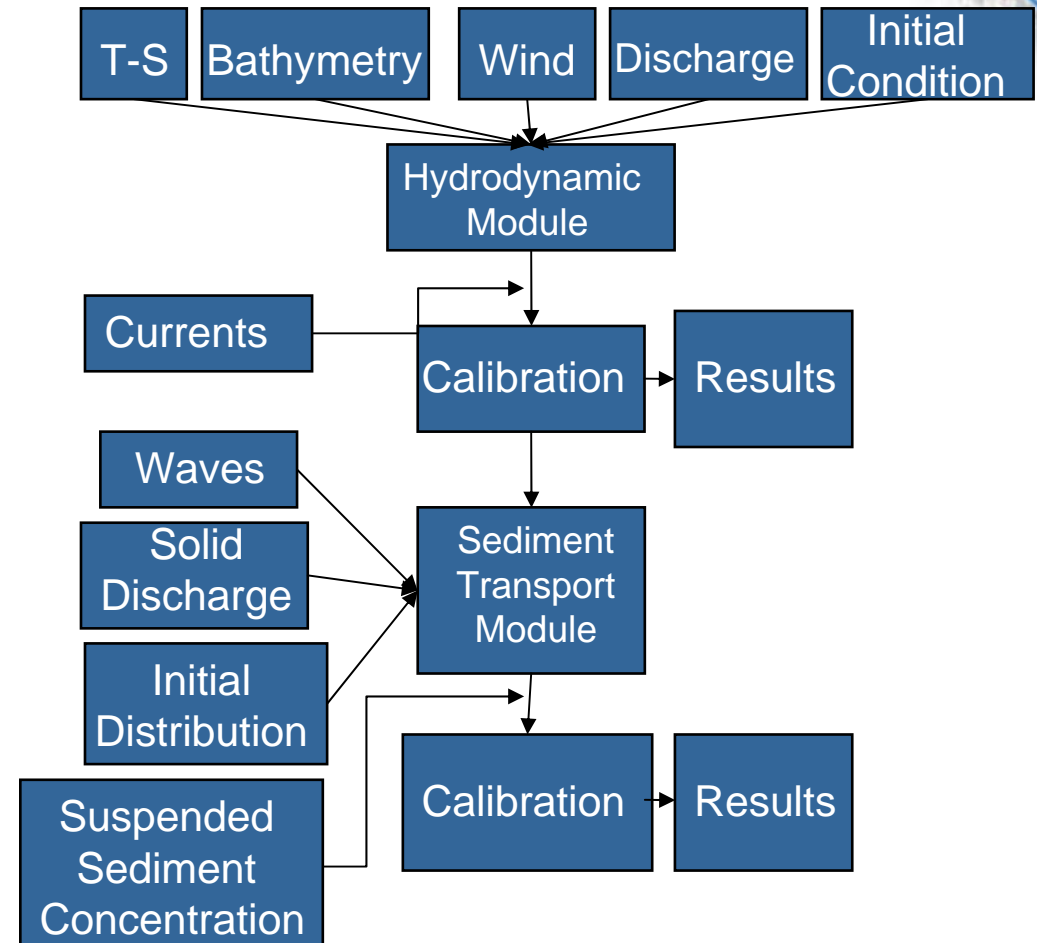 T-S
Bathymetry
Wind
Discharge
Initial
Condition
Hydrodynamic
Module
Currents
Calibration
Results
Waves
Solid
Discharge
Sediment
Transport
Module
Initial
Distribution
Calibration
Results
Suspended
Sediment
Concentration